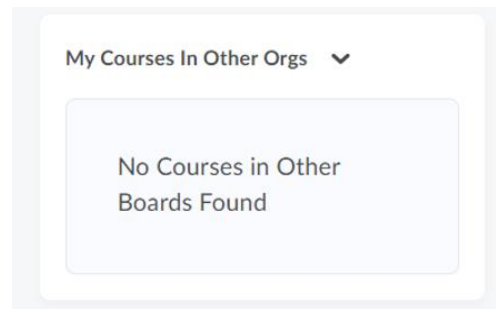 My Courses In Other Orgs
No Courses in Other
Boards Found